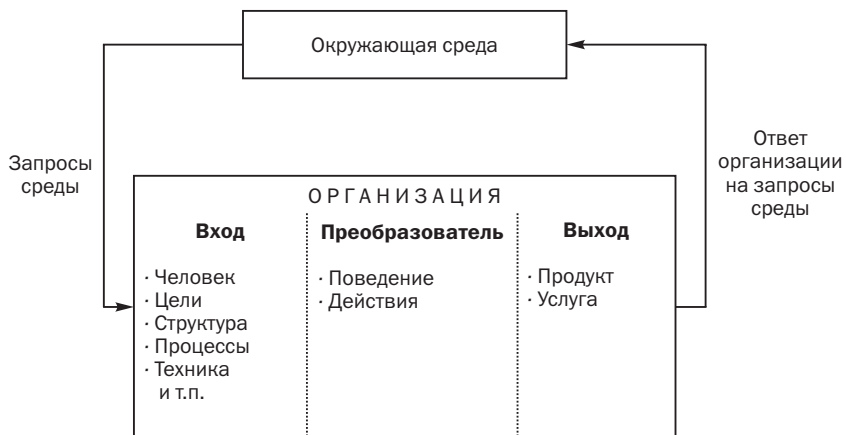 Окружающая среда
Запросы
среды
Ответ
организации
на запросы
среды
ОРГАНИЗАЦИЯ
Вход
· Человек
· Цели
· Структура
· Процессы
· Техника
и т.п.
Преобразователь
· Поведение
· Действия
Выход
· Продукт
· Услуга